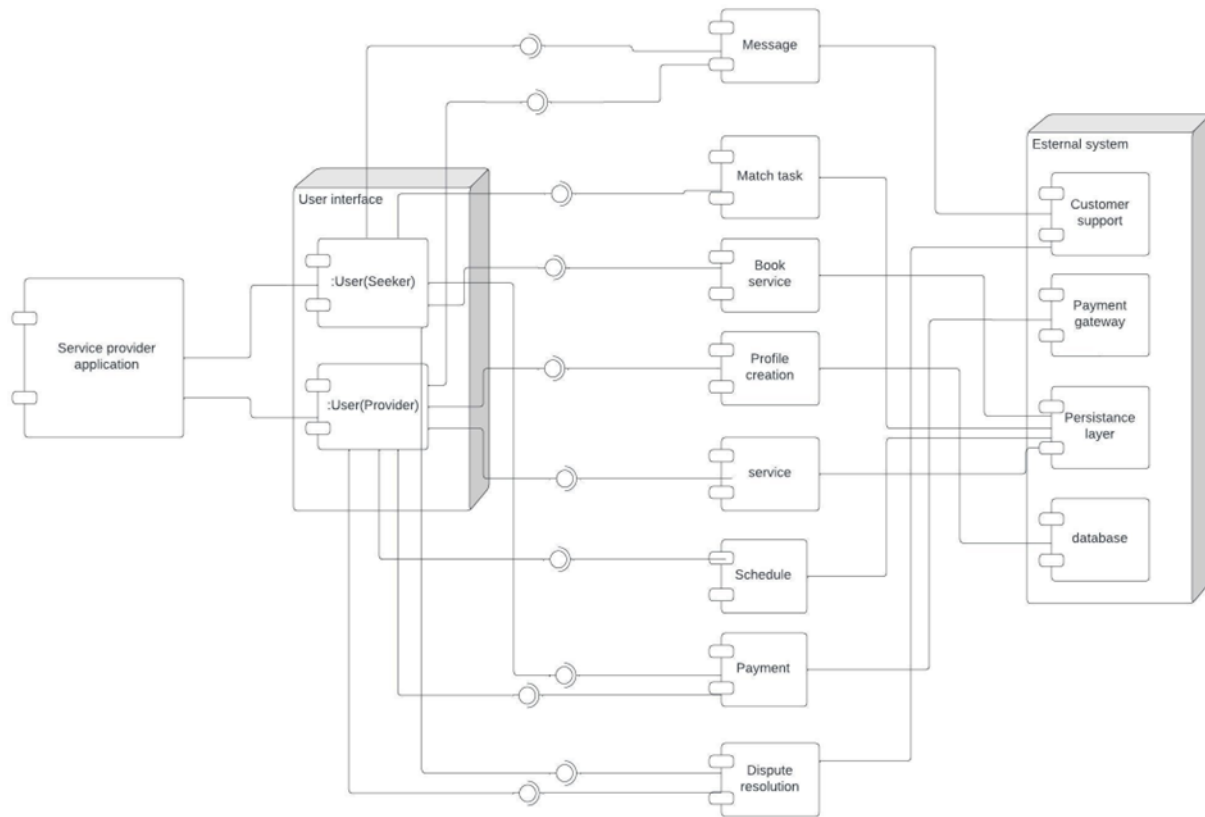 Message
Esternal system
Match task
User interface
Customer
support
:User(Seeker)
Book
service
Payment
gateway
Service provider
application
Profile
creation
:User(Provider)
Persistance
layer
service
database
Schedule
Payment
Dispute
resolution